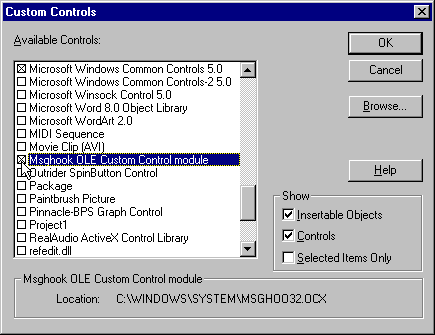 Custom Controls
Available Controls:
Microsoft Windows Common Controls 5.0
Microsoft Windows Common Controls-2 5.0
Microsoft Winsock Control 5.0
Microsoft Word 8.0 Object Library
Microsoft WordArt 2.0
MIDI Sequence
Movie Clip (AVI)
Msghook OLE Custom Control module
Outrider SpinButton Control
Package
Paintbrush Picture
Pinnacle-BPS Graph Control
Project1
RealAudio ActiveX Control Library
refedit.dll
OK
Cancel
Browse...
Help
Show
Insertable Objects
Controls
Selected Items Only
Msghook OLE Custom Control module
Location: C:\WINDOWS\SYSTEM\MSGHOO32.OCX